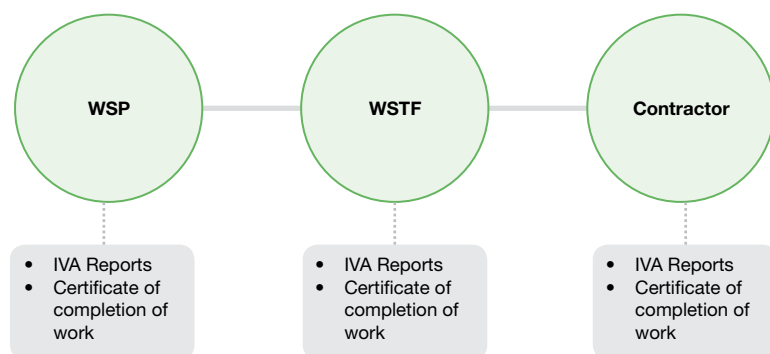 WSP
WSTF
Contractor
• IVA Reports
• Certificate of
completion of
work
• IVA Reports
• Certificate of
completion of
work
• IVA Reports
• Certificate of
completion of
work